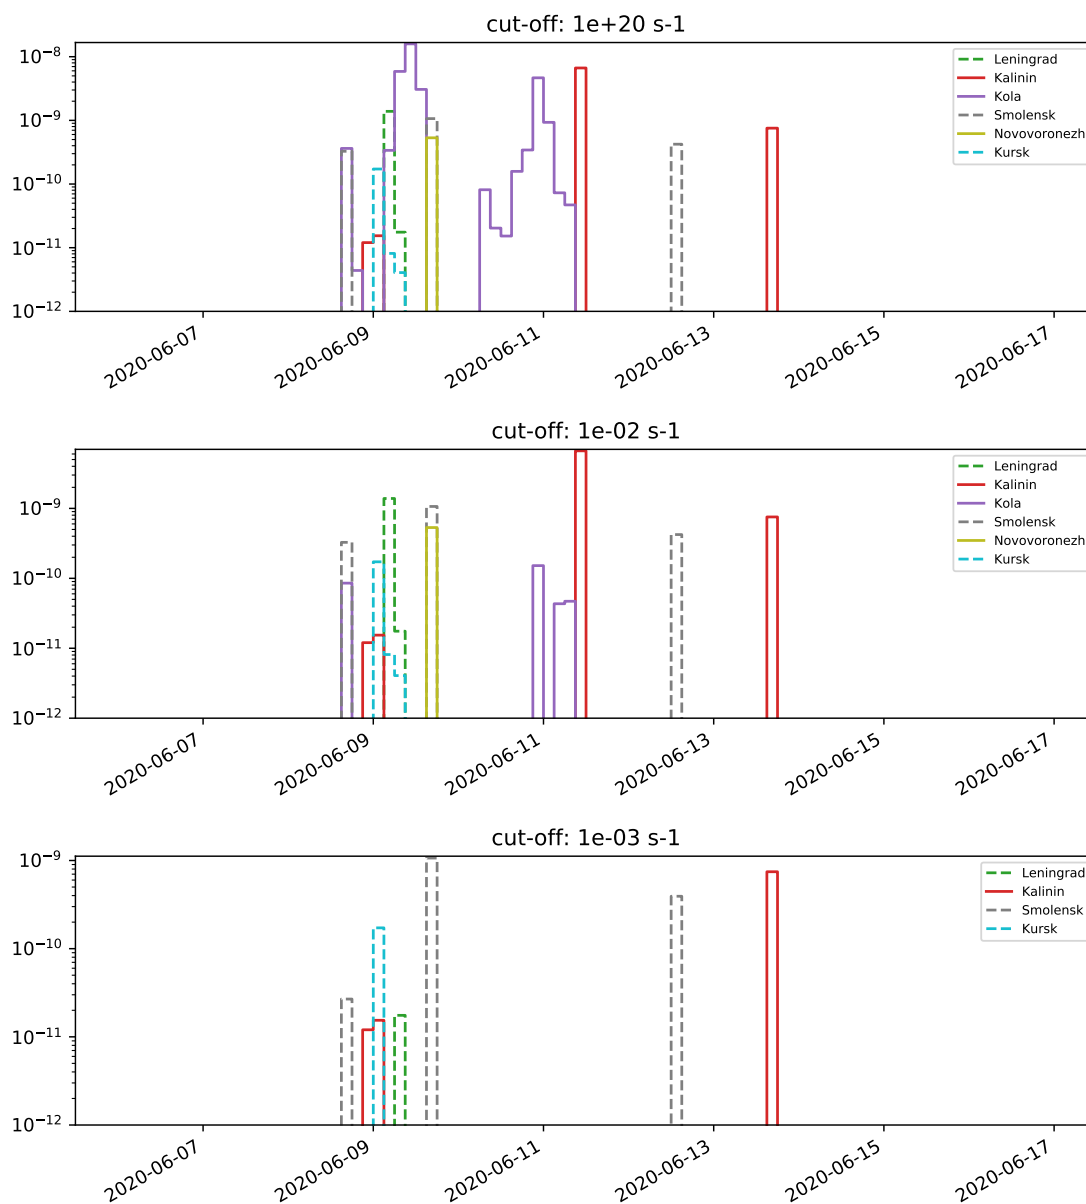 cut-off: 1e+20 s-1
10⁻⁸
10⁻⁹
10⁻¹⁰
10⁻¹¹
10⁻¹²
Leningrad
Kalinin
Kola
Smolensk
Novovoronezh
Kursk
2020-06-07
2020-06-09
2020-06-11
2020-06-13
2020-06-15
2020-06-17
cut-off: 1e-02 s-1
10⁻⁹
10⁻¹⁰
10⁻¹¹
10⁻¹²
Leningrad
Kalinin
Kola
Smolensk
Novovoronezh
Kursk
2020-06-07
2020-06-09
2020-06-11
2020-06-13
2020-06-15
2020-06-17
cut-off: 1e-03 s-1
10⁻⁹
10⁻¹⁰
10⁻¹¹
10⁻¹²
Leningrad
Kalinin
Smolensk
Kursk
2020-06-07
2020-06-09
2020-06-11
2020-06-13
2020-06-15
2020-06-17